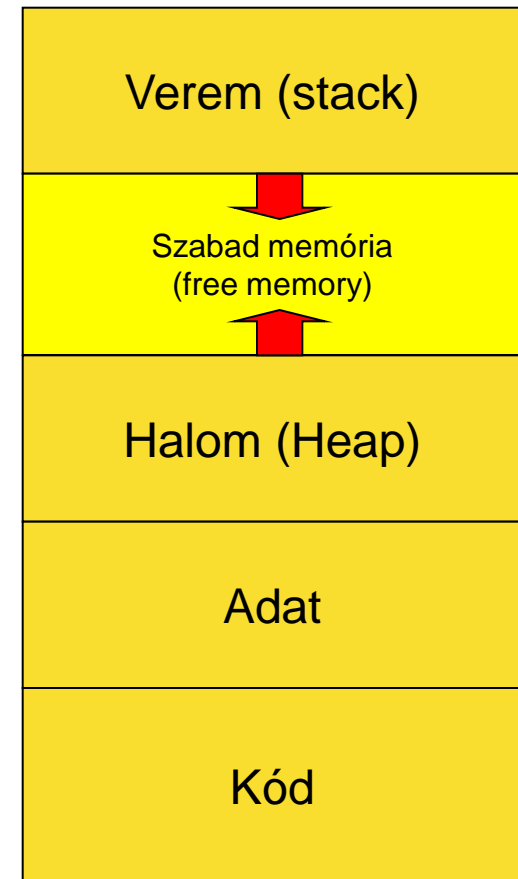 Verem (stack)
Szabad memória
(free memory)
Halom (Heap)
Adat
Kód